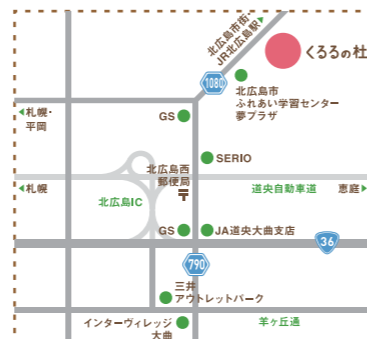 北広島市街・
JR北広島駅
くるるの杜
1080
北広島市
ふれあい学習センター
夢プラザ
札幌・
平岡
GS
SERIO
北広島西
郵便局
〒
札幌
道央自動車道
恵庭
北広島IC
GS
JA道央大曲支店
36
790
三井
アウトレットパーク
インターヴィレッジ
大曲
羊ヶ丘通